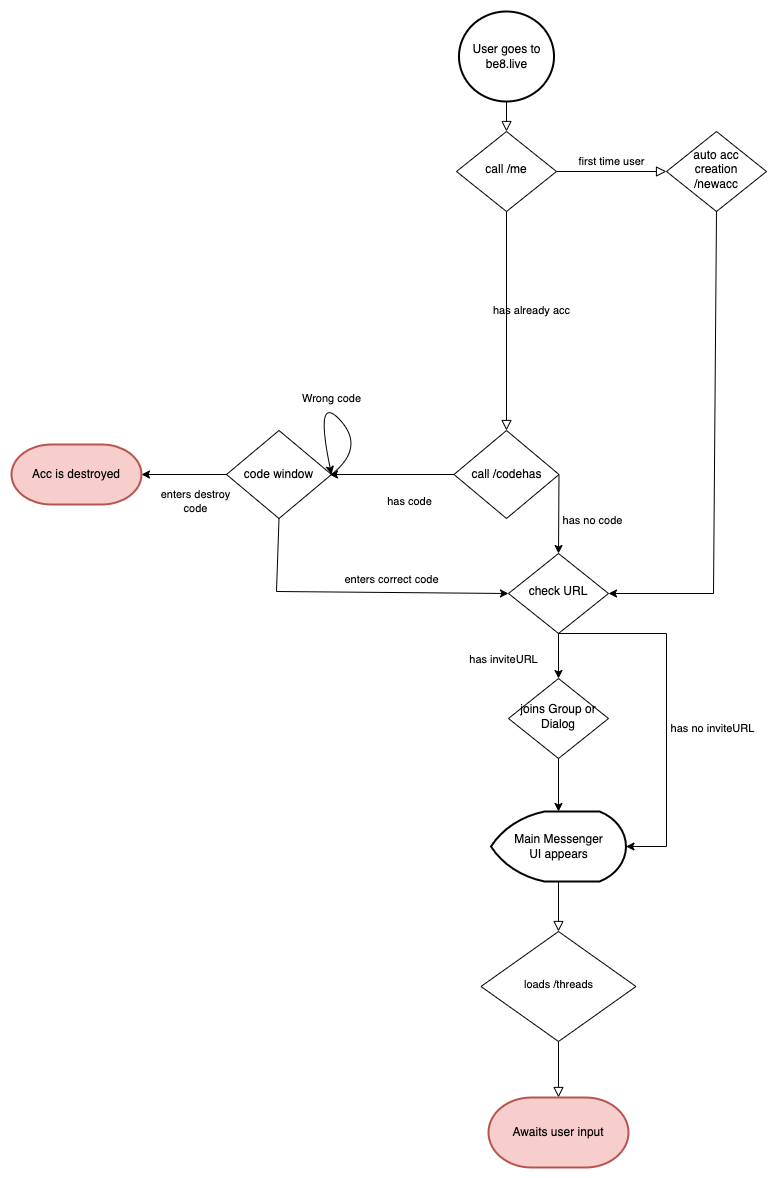 User goes to
be8.live
call /me
first time user
auto acc
creation
/newacc
has already acc
Wrong code
Acc is destroyed
code window
call /codehas
enters destroy
code
has code
has no code
enters correct code
check URL
has inviteURL
joins Group or
Dialog
has no inviteURL
Main Messenger
UI appears
loads /threads
Awaits user input